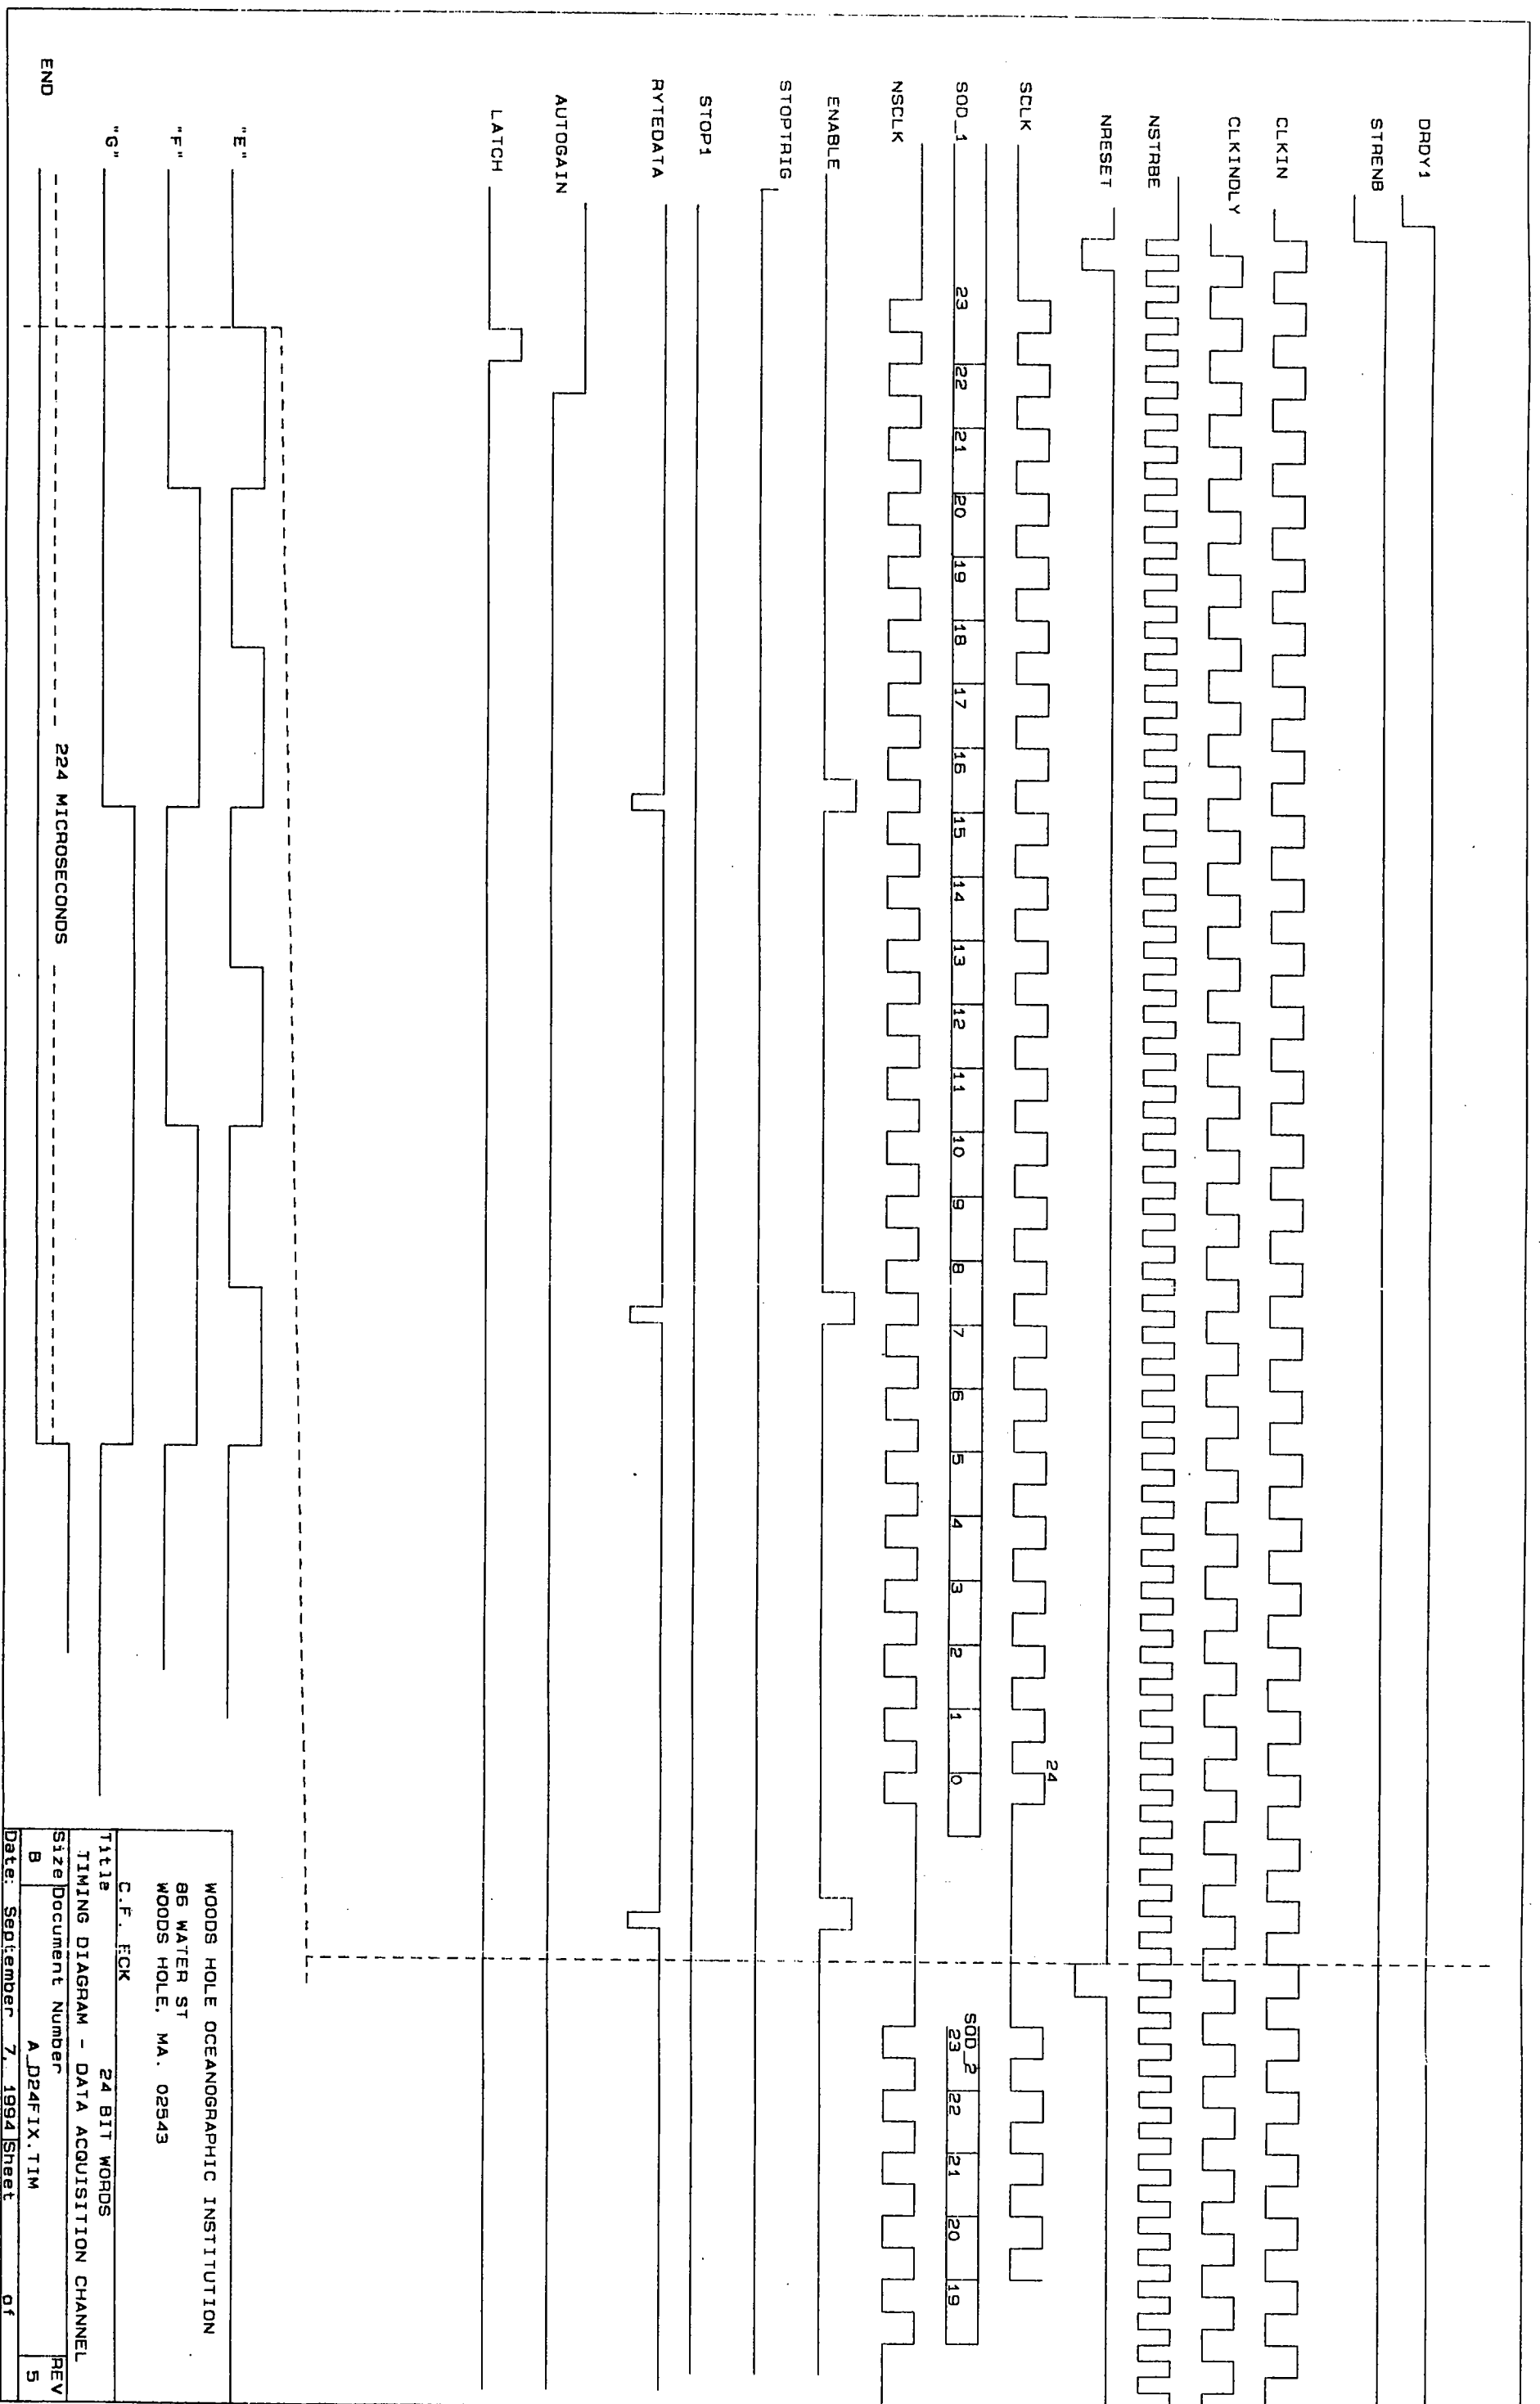 DRDY1
STRENB
CLKIN
CLKINDLY
NSTRBE
NRESET
SCLK
24
SOD_1
23 22 21 20 19 18 17 16 15 14 13 12 11 10 9 8 7 6 5 4 3 2 1 0
SOD_2
23 22 21 20 19
NSCLK
ENABLE
STOPTRIG
STOP1
RYTEDATA
AUTOGAIN
LATCH
"E"
"F"
"G"
224 MICROSECONDS
END
WOODS HOLE OCEANOGRAPHIC INSTITUTION
86 WATER ST
WOODS HOLE, MA. 02543
C.F. ECK
Title
24 BIT WORDS
TIMING DIAGRAM - DATA ACQUISITION CHANNEL
Size Document Number REV
B A_D24FIX.TIM 5
Date: September 7, 1994 Sheet of